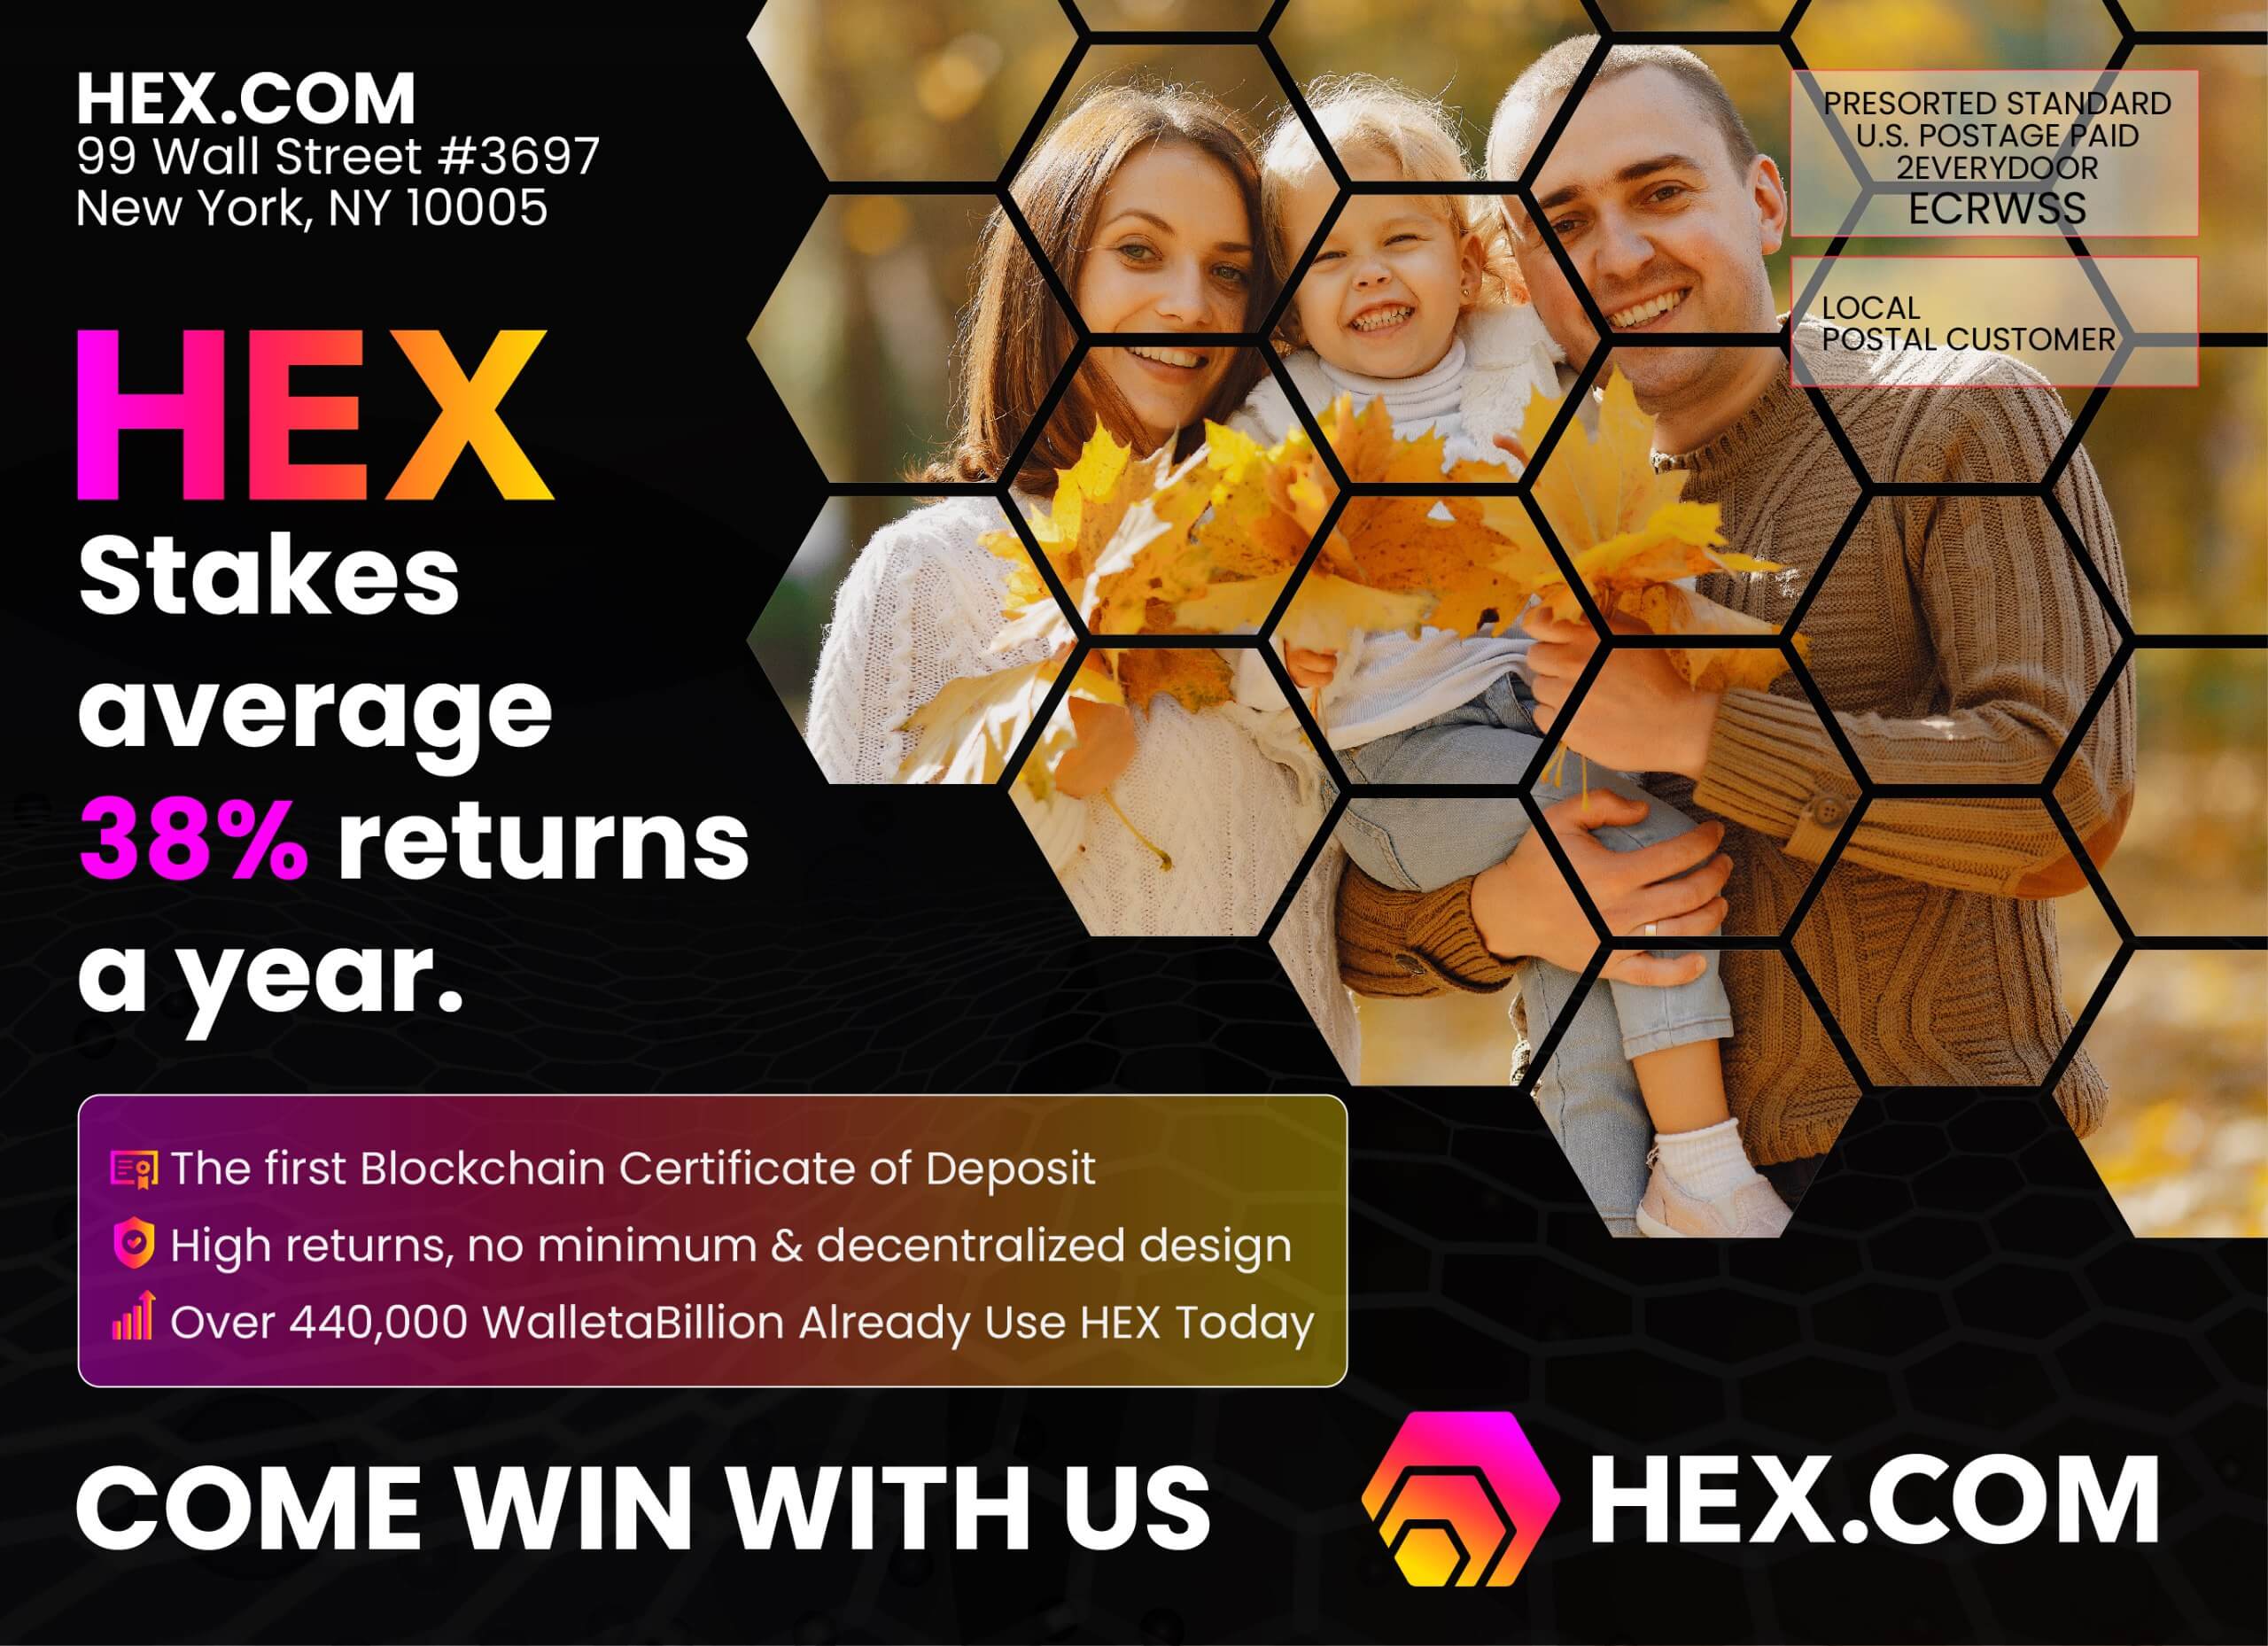 HEX.COM
99 Wall Street #3697
New York, NY 10005
PRESORTED STANDARD
U.S. POSTAGE PAID
2EVERYDOOR
ECRWSS
LOCAL
POSTAL CUSTOMER
HEX
Stakes
average
38% returns
a year.
The first Blockchain Certificate of Deposit
High returns, no minimum & decentralized design
Over 440,000 WalletaBillion Already Use HEX Today
COME WIN WITH US
HEX.COM